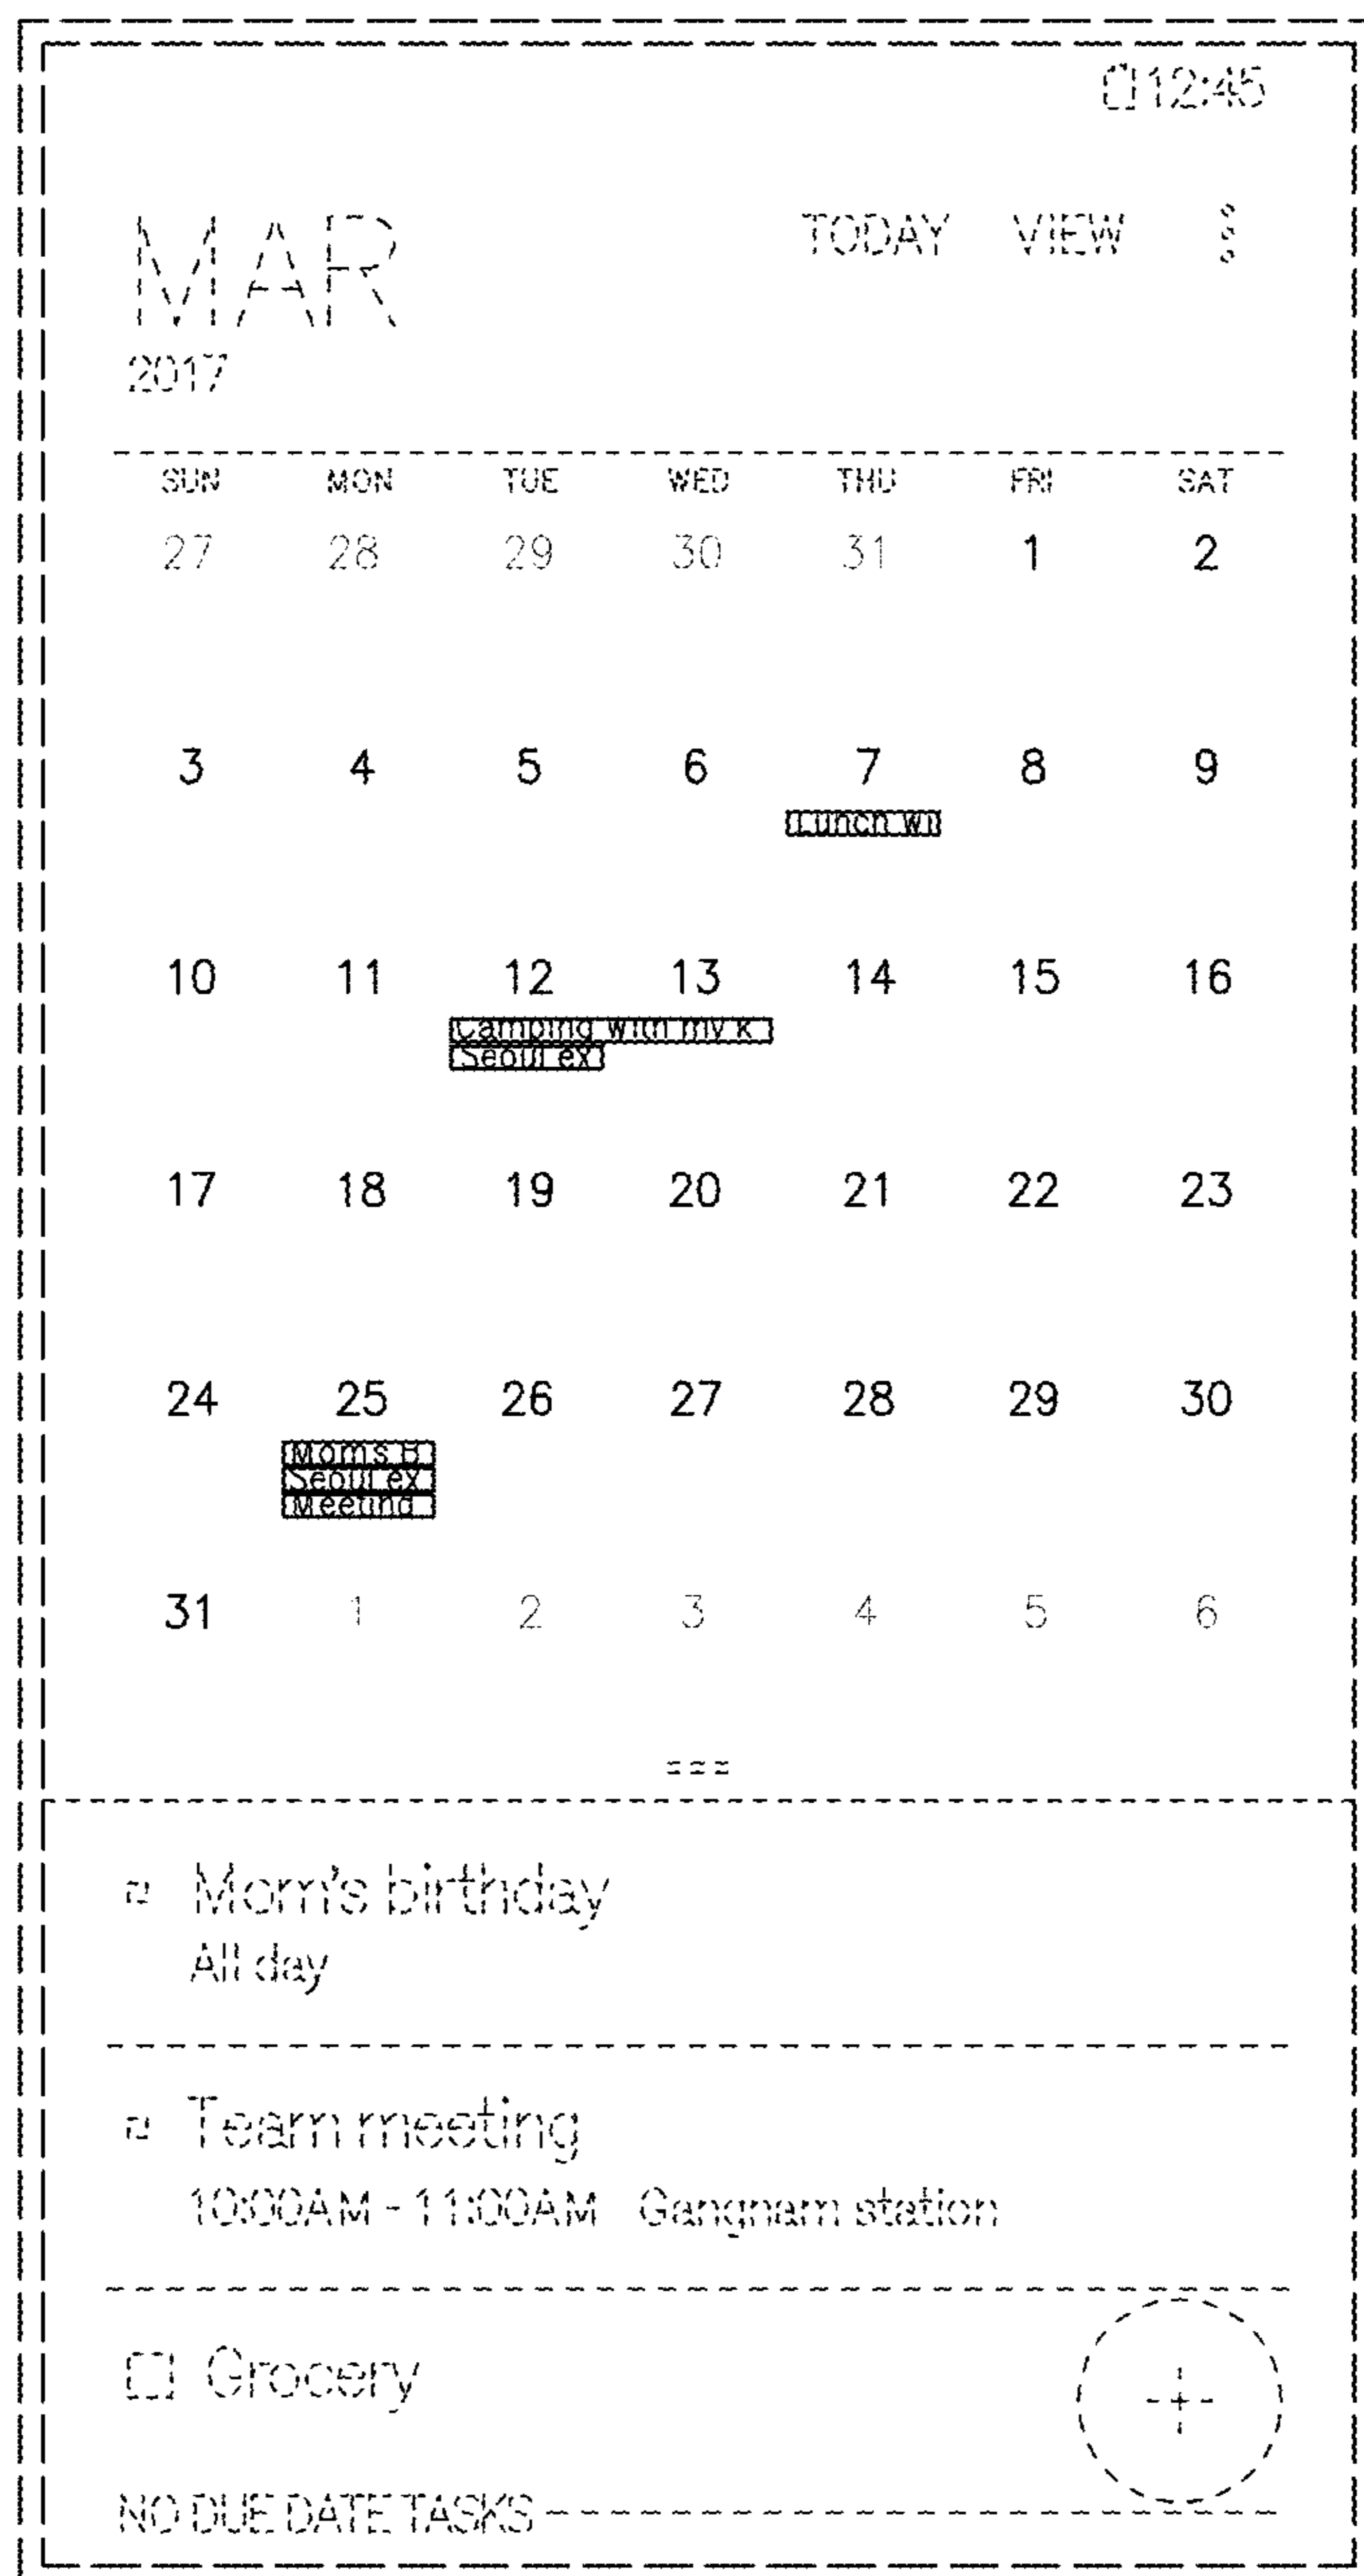 12:45
MAR TODAY VIEW
2017
SUN MON TUE WED THU FRI SAT
27 28 29 30 31 1 2
3 4 5 6 7 8 9
Lunch wi
10 11 12 13 14 15 16
Camping with my k
Seoul ex
17 18 19 20 21 22 23
24 25 26 27 28 29 30
Moms B
Seoul ex
Meeting
31 1 2 3 4 5 6
Mom's birthday
All day
Team meeting
10:00AM - 11:00AM Gangnam station
Grocery
NO DUE DATE TASKS